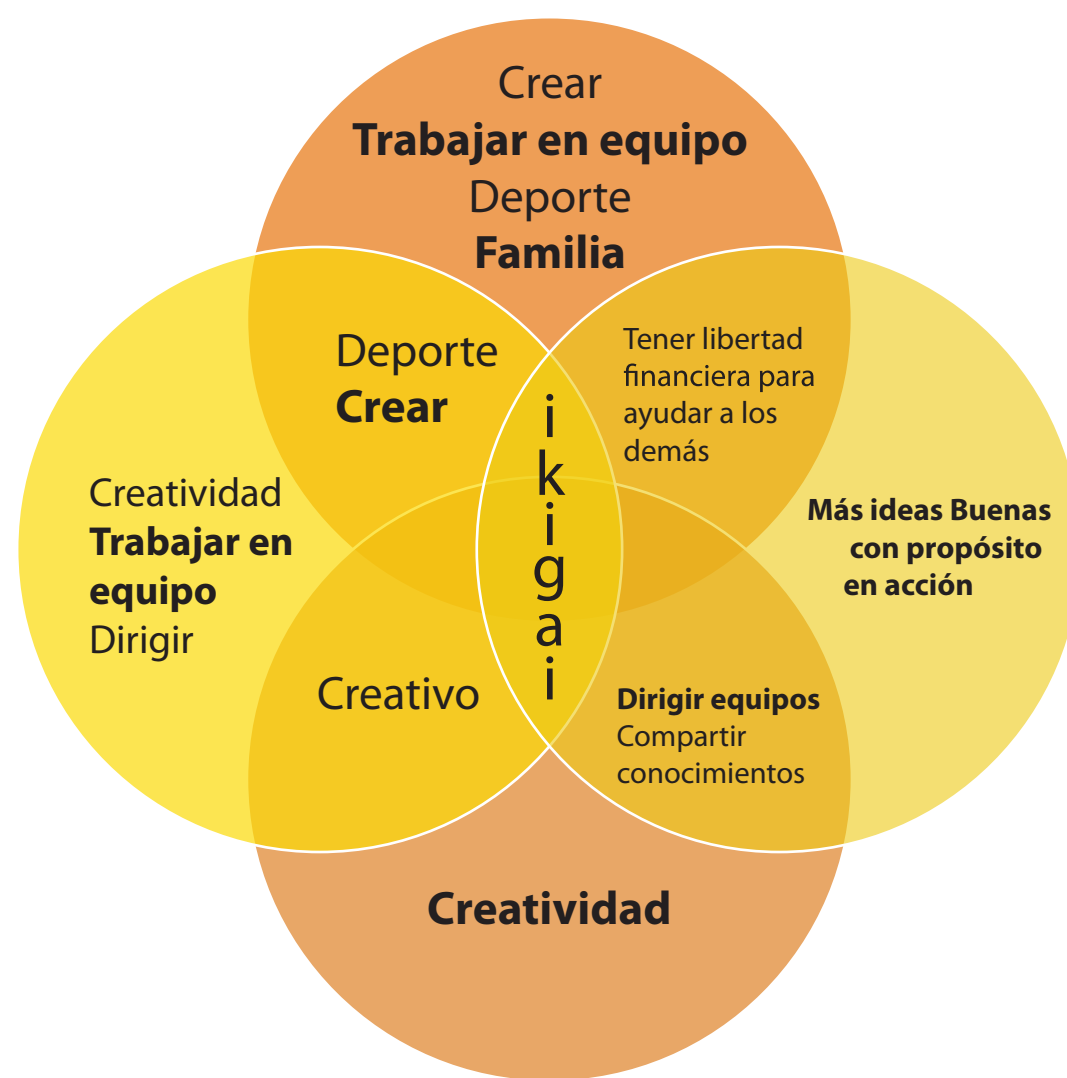 Crear
Trabajar en equipo
Deporte
Familia
Deporte
Crear
Tener libertad
financiera para
ayudar a los
demás
ikigai
Creatividad
Trabajar en
equipo
Dirigir
Más ideas Buenas
con propósito
en acción
Creativo
Dirigir equipos
Compartir
conocimientos
Creatividad